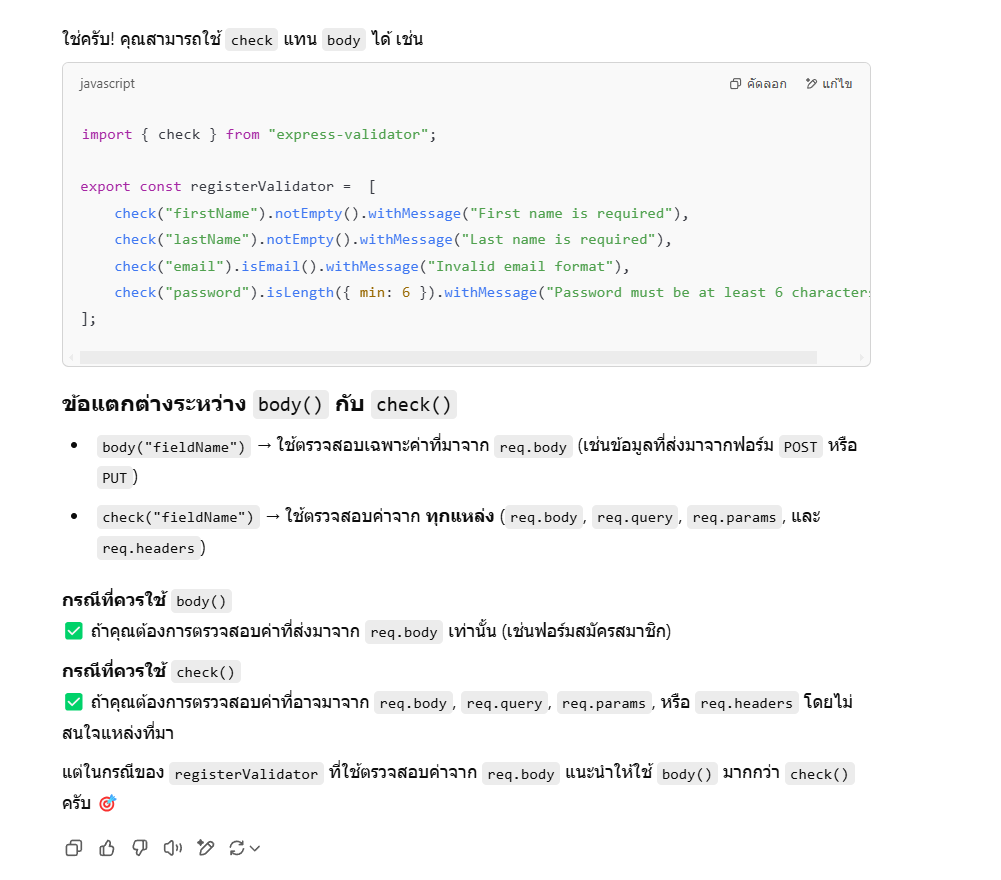 ใช่ครับ! คุณสามารถใช้ check แทน body ได้ เช่น
javascript
คัดลอก
แก้ไข
import { check } from "express-validator";
export const registerValidator =  [
    check("firstName").notEmpty().withMessage("First name is required"),
    check("lastName").notEmpty().withMessage("Last name is required"),
    check("email").isEmail().withMessage("Invalid email format"),
    check("password").isLength({ min: 6 }).withMessage("Password must be at least 6 characters
];
ข้อแตกต่างระหว่าง body() กับ check()
• body("fieldName") → ใช้ตรวจสอบเฉพาะค่าที่มาจาก req.body (เช่นข้อมูลที่ส่งมาจากฟอร์ม POST หรือ
PUT)
• check("fieldName") → ใช้ตรวจสอบค่าจาก ทุกแหล่ง (req.body, req.query, req.params, และ
req.headers)
กรณีที่ควรใช้ body()
✅ ถ้าคุณต้องการตรวจสอบค่าที่ส่งมาจาก req.body เท่านั้น (เช่นฟอร์มสมัครสมาชิก)
กรณีที่ควรใช้ check()
✅ ถ้าคุณต้องการตรวจสอบค่าที่อาจมาจาก req.body, req.query, req.params, หรือ req.headers โดยไม่
สนใจแหล่งที่มา
แต่ในกรณีของ registerValidator ที่ใช้ตรวจสอบค่าจาก req.body แนะนำให้ใช้ body() มากกว่า check()
ครับ 🎯